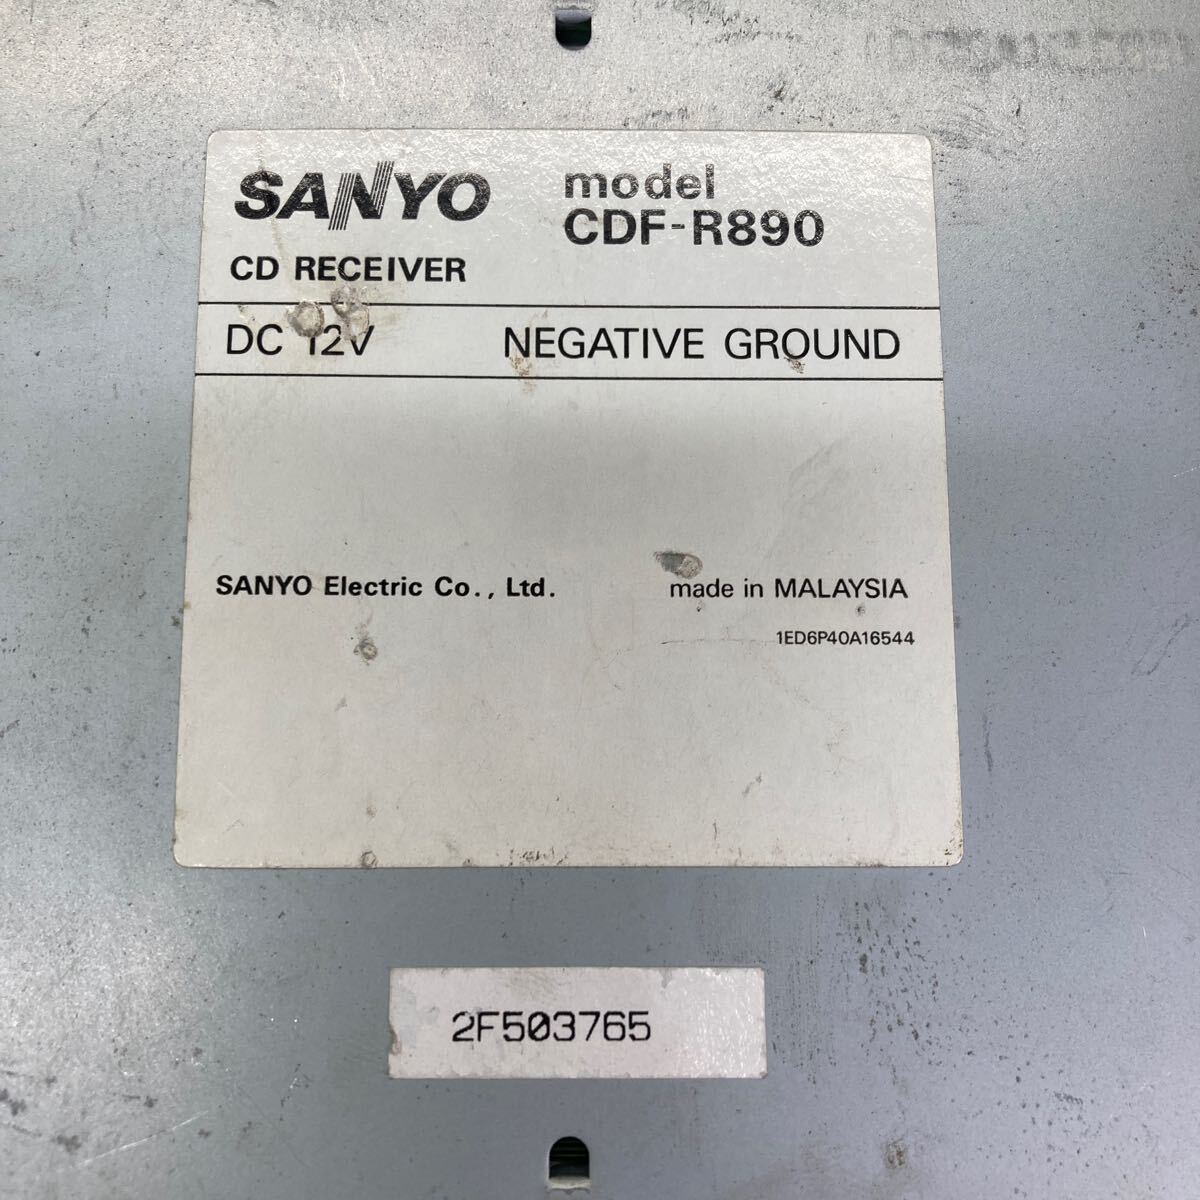 SANYO
model
CDF-R890
CD RECEIVER
DC 12V NEGATIVE GROUND
SANYO Electric Co., Ltd. made in MALAYSIA
1ED6P40A16544
2F503765